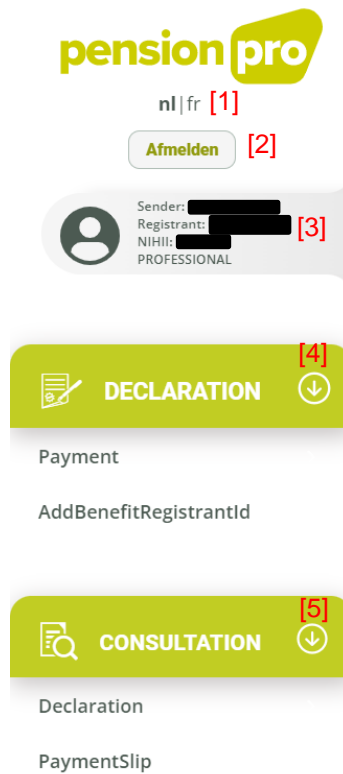 pension pro
nl|fr [1]
Afmelden [2]
Sender:
Registrant:
[3]
NIHII:
PROFESSIONAL
[4]
DECLARATION
Payment
AddBenefitRegistrantId
[5]
CONSULTATION
Declaration
PaymentSlip